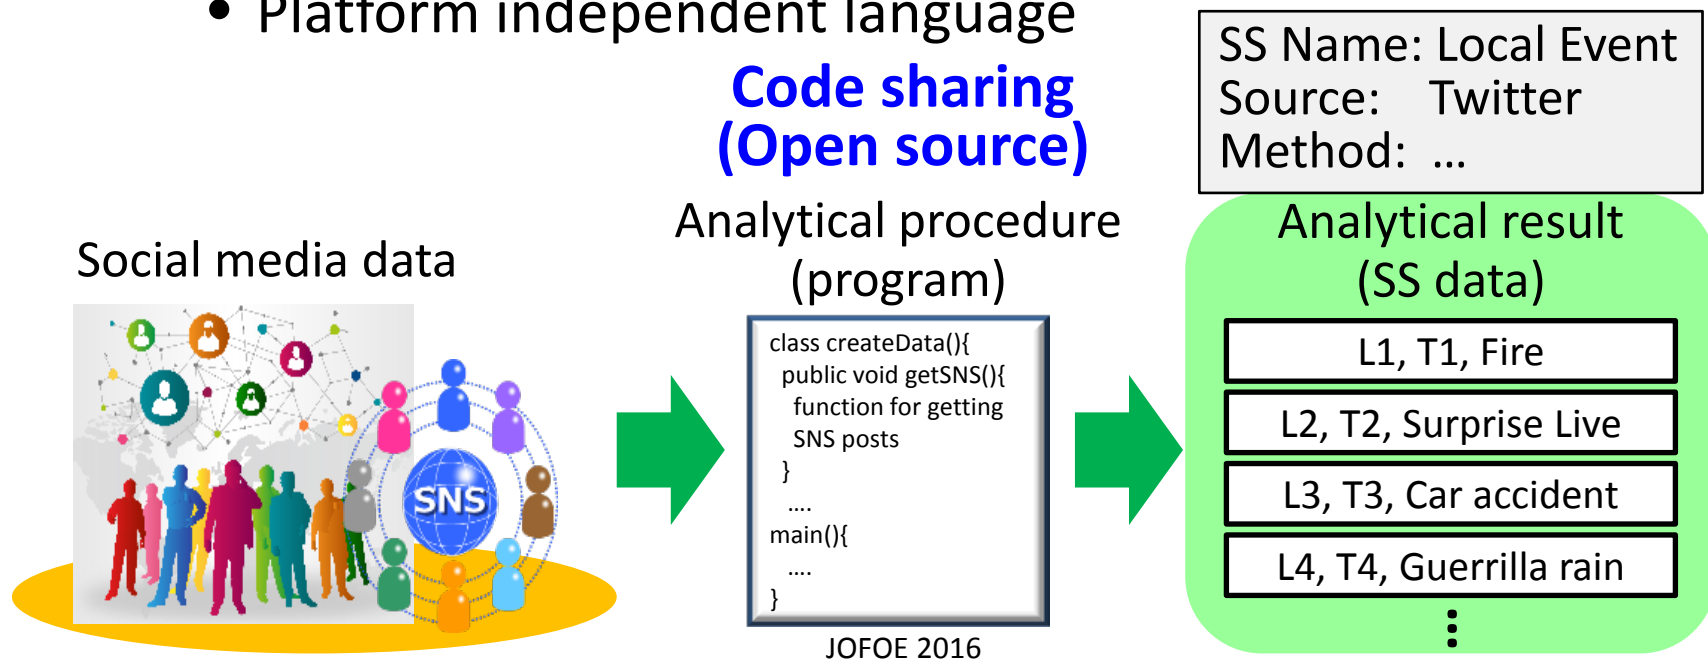 • Platform independent language
Code sharing
(Open source)
SS Name: Local Event
Source: Twitter
Method: ...
Social media data
SNS
Analytical procedure
(program)
class createData(){
public void getSNS(){
function for getting
SNS posts
}
....
main(){
....
}
JOFOE 2016
Analytical result
(SS data)
L1, T1, Fire
L2, T2, Surprise Live
L3, T3, Car accident
L4, T4, Guerrilla rain
⋮